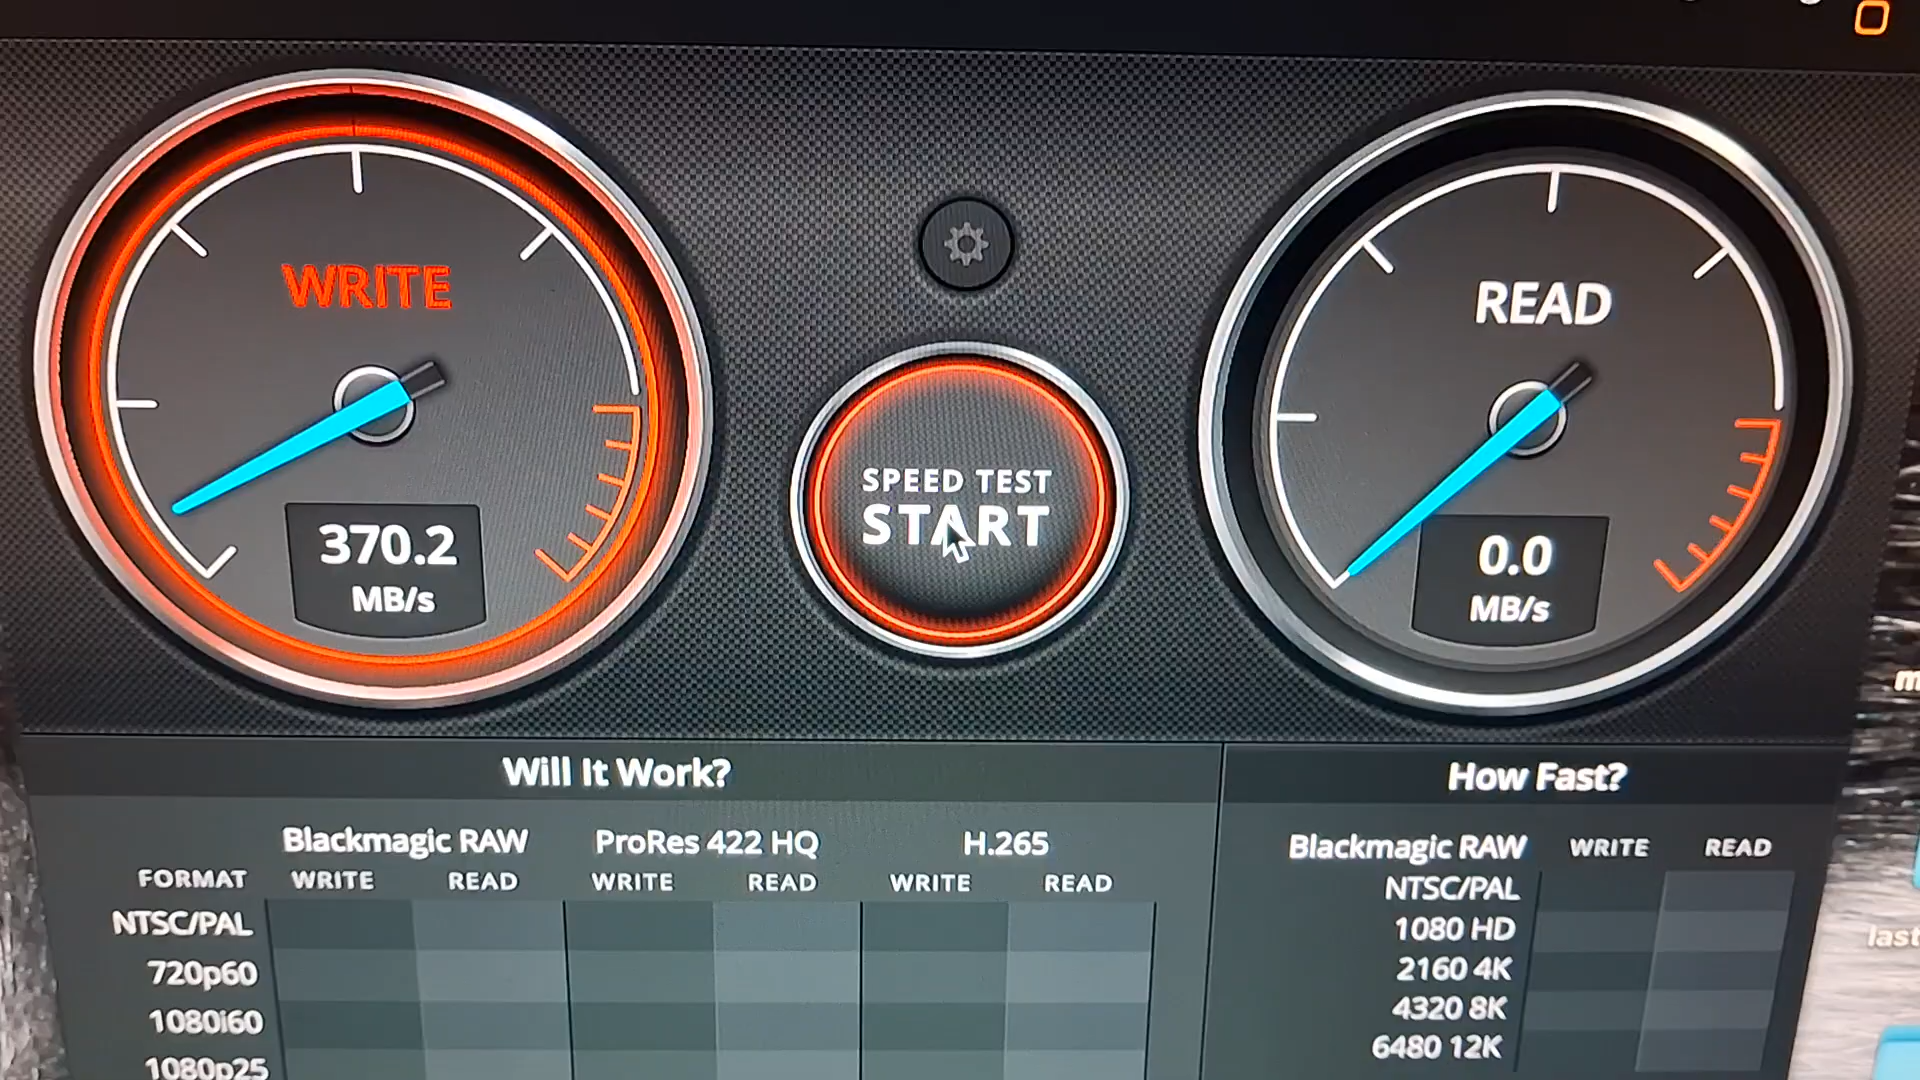 WRITE
370.2
MB/s
SPEED TEST
START
READ
0.0
MB/s
Will It Work?
Blackmagic RAW ProRes 422 HQ H.265
FORMAT WRITE READ WRITE READ WRITE READ
NTSC/PAL
720p60
1080i60
1080p25
How Fast?
Blackmagic RAW WRITE READ
NTSC/PAL
1080 HD
2160 4K
4320 8K
6480 12K
last